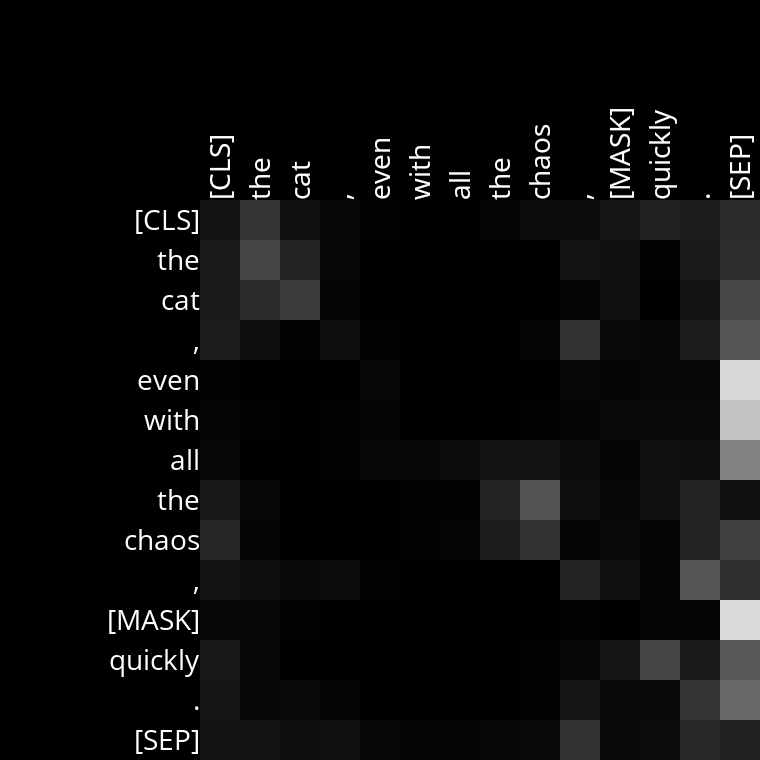 [CLS] the cat , even with all the chaos , [MASK] quickly . [SEP]
[CLS]
the
cat
,
even
with
all
the
chaos
,
[MASK]
quickly
.
[SEP]